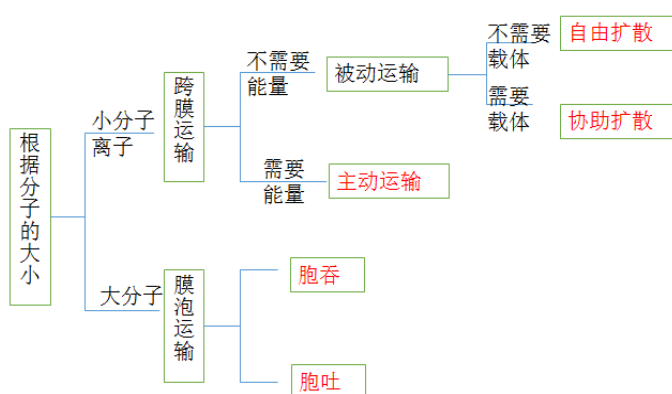 根据分子的大小
小分子
离子
跨膜运输
不需要
能量
被动运输
不需要
载体
自由扩散
需要
载体
协助扩散
需要
能量
主动运输
大分子
膜泡运输
胞吞
胞吐